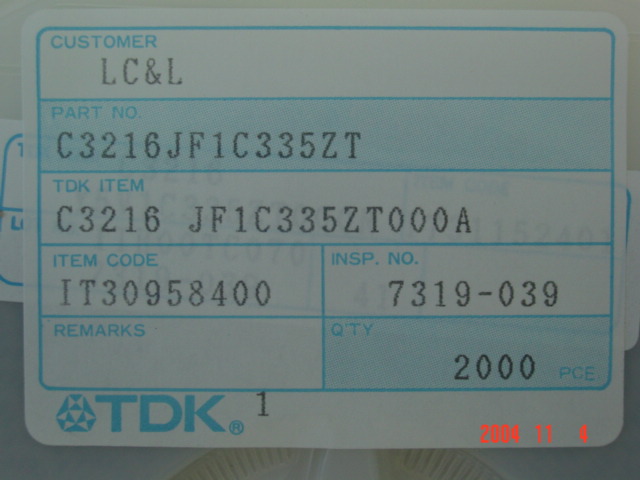 CUSTOMER
LC&L
PART NO.
C3216JF1C335ZT
TDK ITEM
C3216 JF1C335ZT000A
ITEM CODE
IT30958400
INSP. NO.
7319-039
REMARKS
Q'TY
2000 PCE.
TDK® 1
2004 11 4